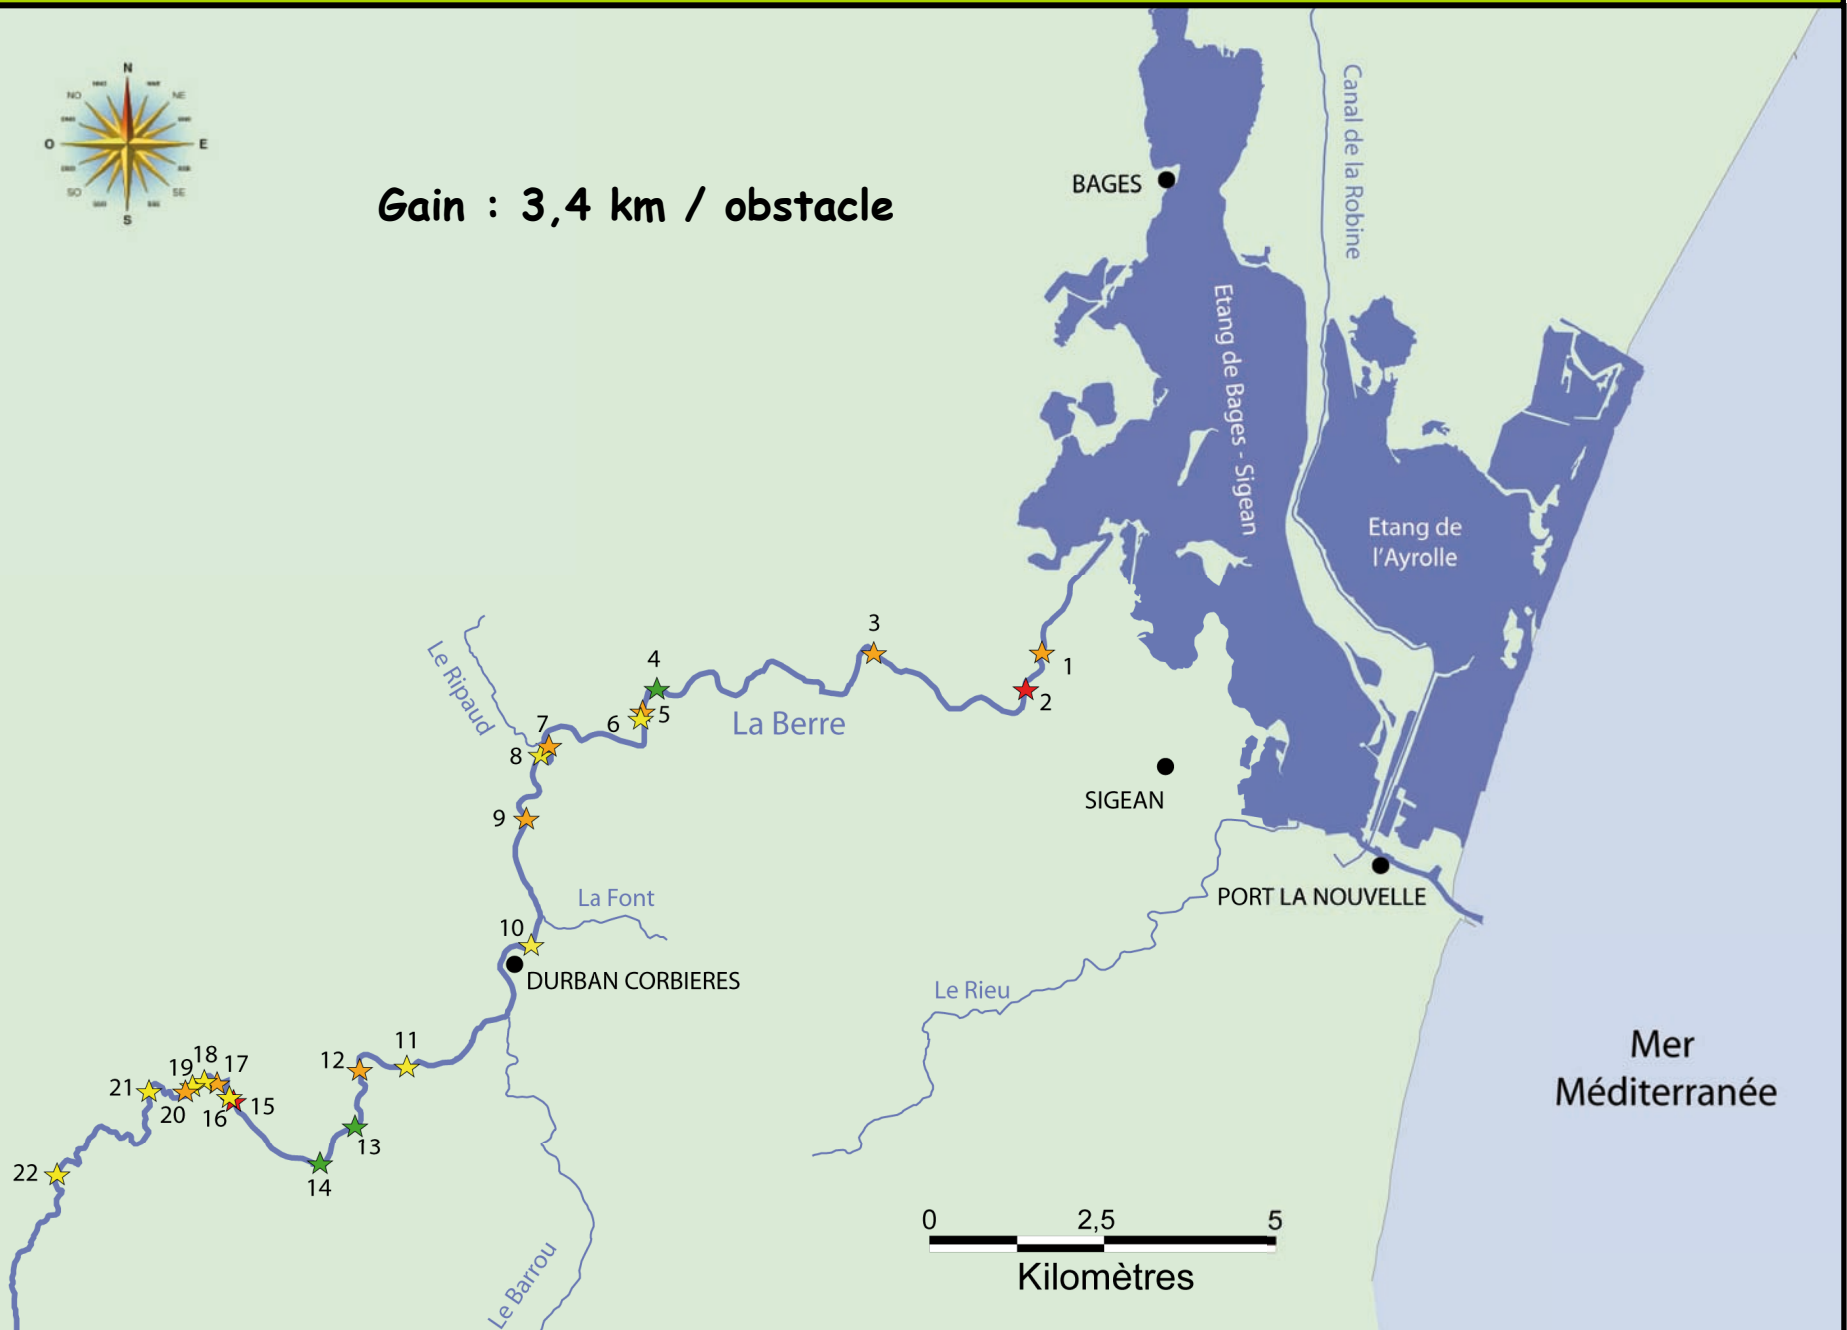 N
NO
NE
O
E
SO
SE
S
Gain : 3,4 km / obstacle
BAGES
Canal de la Robine
Etang de Bages - Sigean
Etang de
l'Ayrolle
3
4
1
2
Le Ripaud
5
6
7
8
La Berre
9
SIGEAN
La Font
PORT LA NOUVELLE
10
DURBAN CORBIERES
Le Rieu
11
12
18
17
19
21
20
16
15
13
22
14
Mer
Méditerranée
0
2,5
5
Kilomètres
Le Barrou